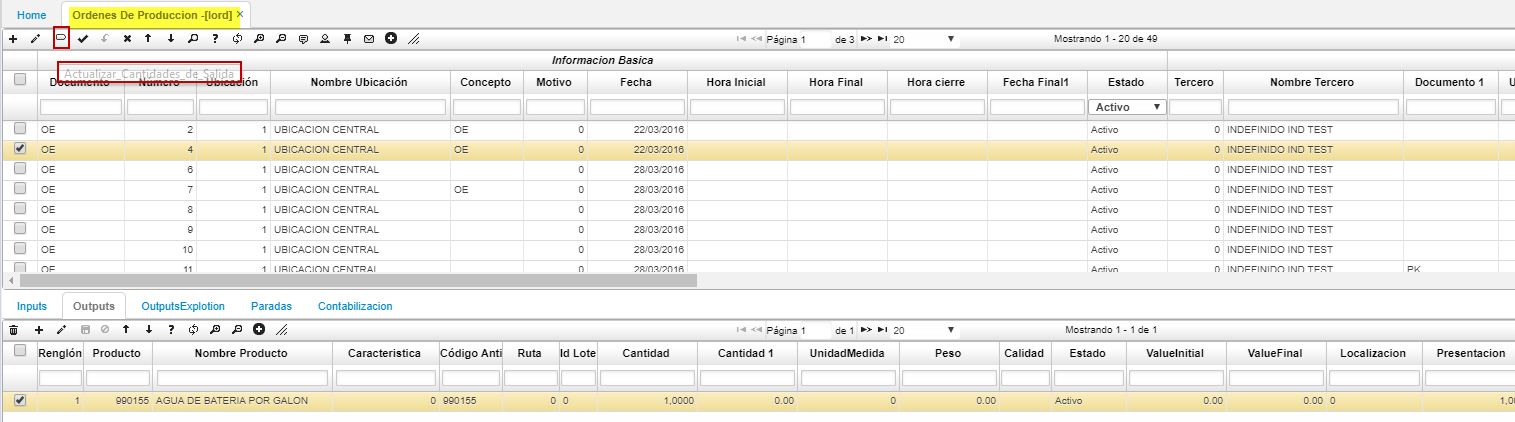 Home Ordenes De Produccion -[lord] ×
Página 1 de 3 20 Mostrando 1 - 20 de 49
Informacion Basica
Actualizar_Cantidades_de_Salida
Documento Número Ubicación Nombre Ubicación Concepto Motivo Fecha Hora Inicial Hora Final Hora cierre Fecha Final1 Estado Tercero Nombre Tercero Documento 1 U
Activo
OE 2 1 UBICACION CENTRAL OE 0 22/03/2016 Activo 0 INDEFINIDO IND TEST
OE 4 1 UBICACION CENTRAL OE 0 22/03/2016 Activo 0 INDEFINIDO IND TEST
OE 6 1 UBICACION CENTRAL 0 28/03/2016 Activo 0 INDEFINIDO IND TEST
OE 7 1 UBICACION CENTRAL OE 0 28/03/2016 Activo 0 INDEFINIDO IND TEST
OE 8 1 UBICACION CENTRAL 0 28/03/2016 Activo 0 INDEFINIDO IND TEST
OE 9 1 UBICACION CENTRAL 0 28/03/2016 Activo 0 INDEFINIDO IND TEST
OE 10 1 UBICACION CENTRAL 0 28/03/2016 Activo 0 INDEFINIDO IND TEST
OE 11 1 UBICACION CENTRAL 0 28/03/2016 Activo 0 INDEFINIDO IND TEST PK
Inputs Outputs OutputsExplotion Paradas Contabilizacion
Página 1 de 1 20 Mostrando 1 - 1 de 1
Renglón Producto Nombre Producto Caracteristica Código Anti Ruta Id Lote Cantidad Cantidad 1 UnidadMedida Peso Calidad Estado ValueInitial ValueFinal Localizacion Presentacion
1 990155 AGUA DE BATERIA POR GALON 0 990155 0 0 1,0000 0.00 0 0.00 Activo 0.00 0.00 0 1,00